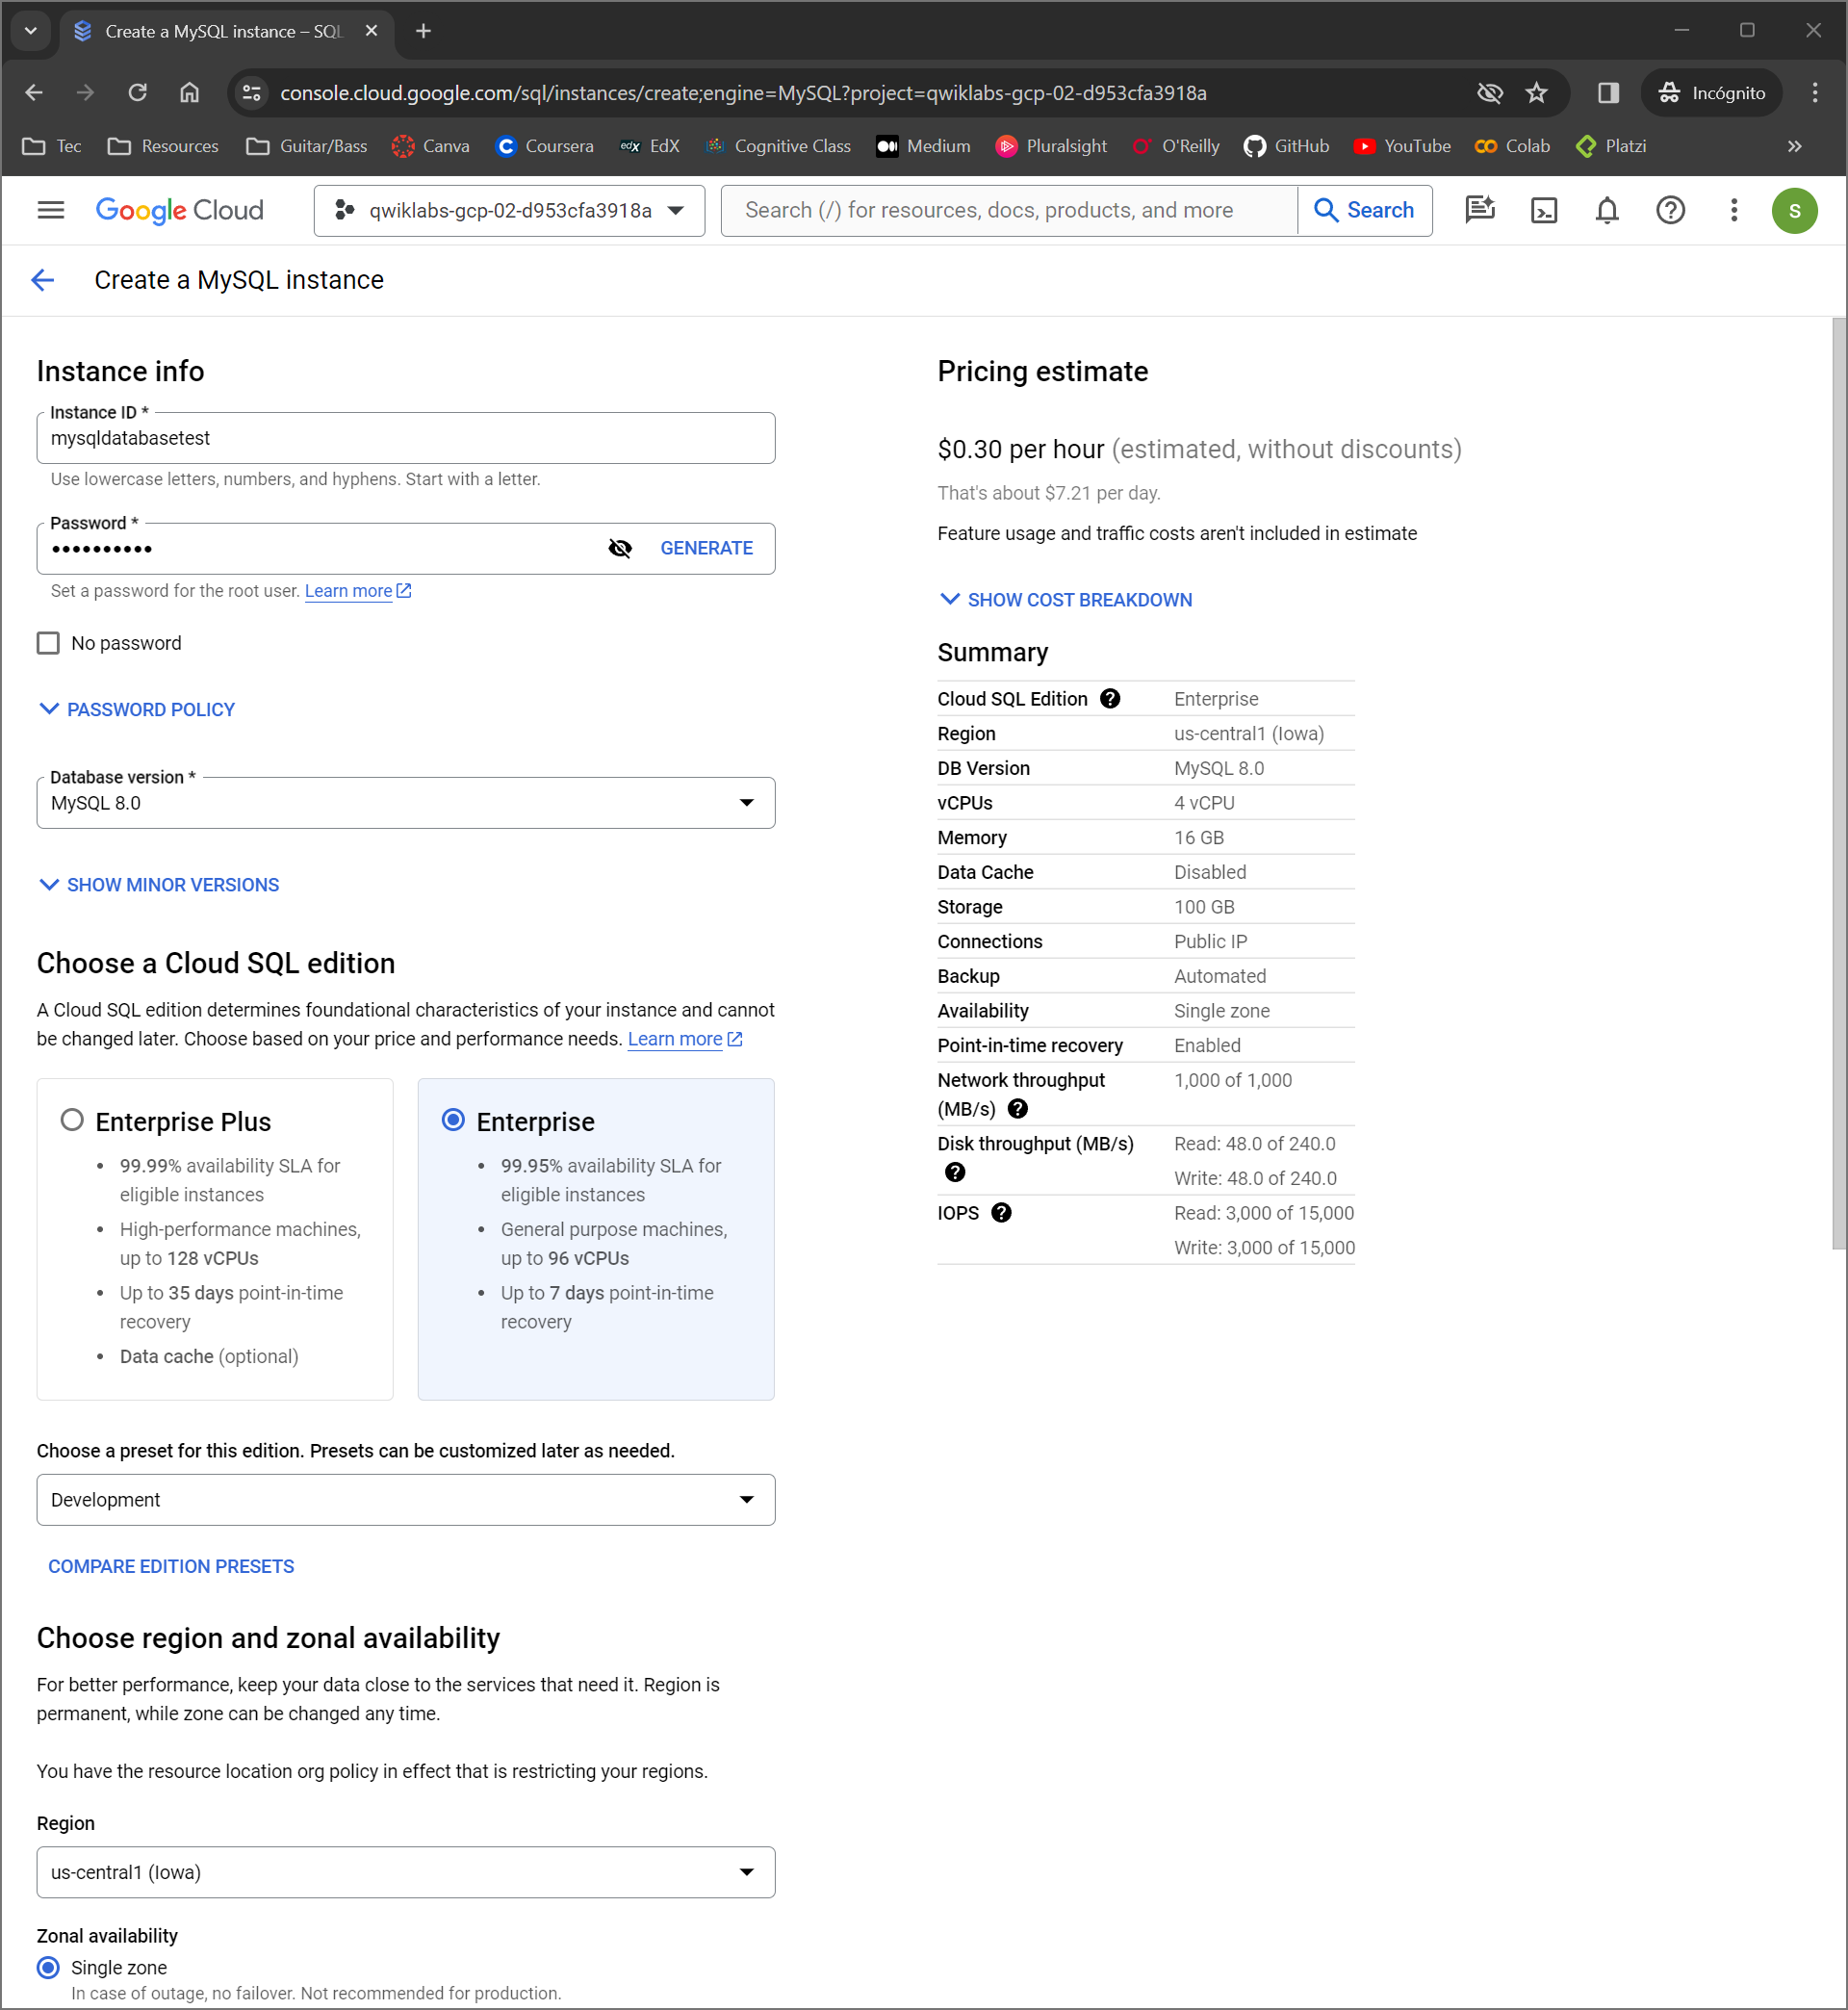 Create a MySQL instance – SQL
console.cloud.google.com/sql/instances/create;engine=MySQL?project=qwiklabs-gcp-02-d953cfa3918a
Incógnito
Tec
Resources
Guitar/Bass
Canva
Coursera
edX
EdX
Cognitive Class
Medium
Pluralsight
O'Reilly
GitHub
YouTube
Colab
Platzi
Google Cloud
qwiklabs-gcp-02-d953cfa3918a
Search (/) for resources, docs, products, and more
Search
S
Create a MySQL instance
Instance info
Instance ID *
mysqldatabasetest
Use lowercase letters, numbers, and hyphens. Start with a letter.
Password *
••••••••••
GENERATE
Set a password for the root user. Learn more
No password
PASSWORD POLICY
Database version *
MySQL 8.0
SHOW MINOR VERSIONS
Choose a Cloud SQL edition
A Cloud SQL edition determines foundational characteristics of your instance and cannot
be changed later. Choose based on your price and performance needs. Learn more
Enterprise Plus
• 99.99% availability SLA for
eligible instances
• High-performance machines,
up to 128 vCPUs
• Up to 35 days point-in-time
recovery
• Data cache (optional)
Enterprise
• 99.95% availability SLA for
eligible instances
• General purpose machines,
up to 96 vCPUs
• Up to 7 days point-in-time
recovery
Choose a preset for this edition. Presets can be customized later as needed.
Development
COMPARE EDITION PRESETS
Choose region and zonal availability
For better performance, keep your data close to the services that need it. Region is
permanent, while zone can be changed any time.
You have the resource location org policy in effect that is restricting your regions.
Region
us-central1 (Iowa)
Zonal availability
Single zone
In case of outage, no failover. Not recommended for production.
Pricing estimate
$0.30 per hour (estimated, without discounts)
That's about $7.21 per day.
Feature usage and traffic costs aren't included in estimate
SHOW COST BREAKDOWN
Summary
Cloud SQL Edition Enterprise
Region us-central1 (Iowa)
DB Version MySQL 8.0
vCPUs 4 vCPU
Memory 16 GB
Data Cache Disabled
Storage 100 GB
Connections Public IP
Backup Automated
Availability Single zone
Point-in-time recovery Enabled
Network throughput 1,000 of 1,000
(MB/s)
Disk throughput (MB/s) Read: 48.0 of 240.0
Write: 48.0 of 240.0
IOPS Read: 3,000 of 15,000
Write: 3,000 of 15,000